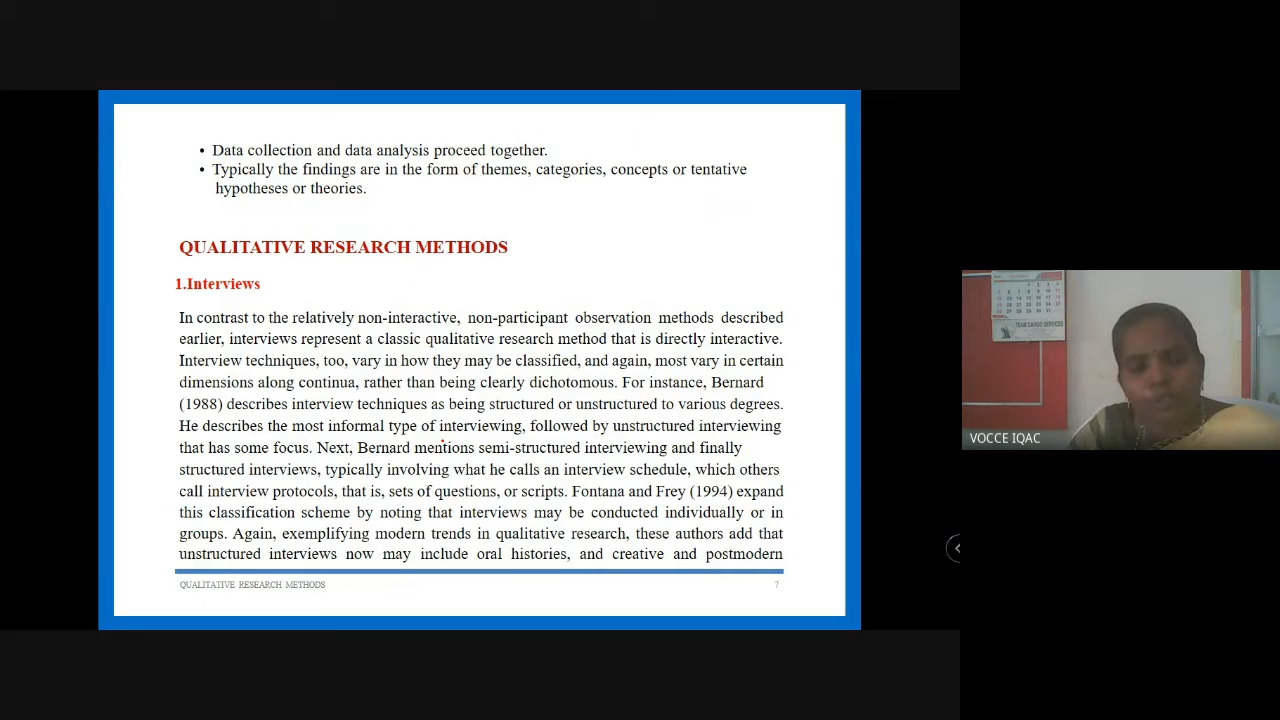 • Data collection and data analysis proceed together.
• Typically the findings are in the form of themes, categories, concepts or tentative
hypotheses or theories.
QUALITATIVE RESEARCH METHODS
1.Interviews
In contrast to the relatively non-interactive, non-participant observation methods described
earlier, interviews represent a classic qualitative research method that is directly interactive.
Interview techniques, too, vary in how they may be classified, and again, most vary in certain
dimensions along continua, rather than being clearly dichotomous. For instance, Bernard
(1988) describes interview techniques as being structured or unstructured to various degrees.
He describes the most informal type of interviewing, followed by unstructured interviewing
that has some focus. Next, Bernard mentions semi-structured interviewing and finally
structured interviews, typically involving what he calls an interview schedule, which others
call interview protocols, that is, sets of questions, or scripts. Fontana and Frey (1994) expand
this classification scheme by noting that interviews may be conducted individually or in
groups. Again, exemplifying modern trends in qualitative research, these authors add that
unstructured interviews now may include oral histories, and creative and postmodern
QUALITATIVE RESEARCH METHODS 7
TEAM CARGO SERVICES
VOCCE IQAC